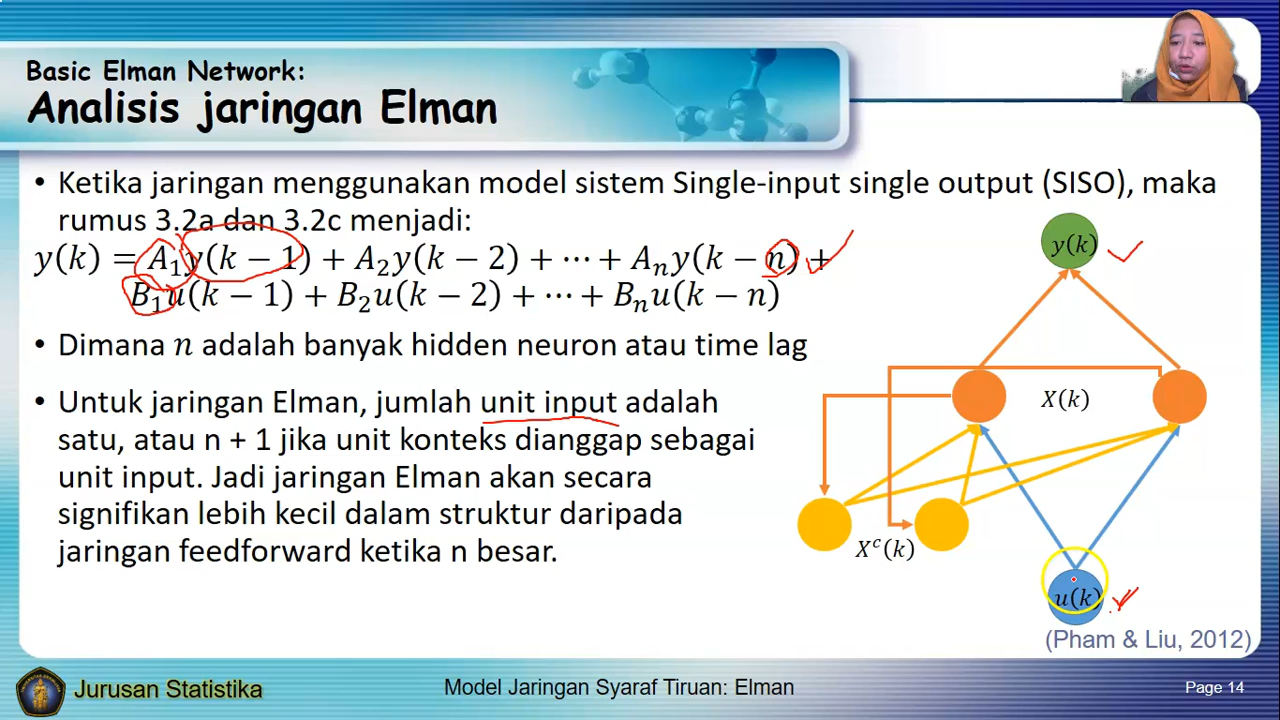 Basic Elman Network:
Analisis jaringan Elman
• Ketika jaringan menggunakan model sistem Single-input single output (SISO), maka
rumus 3.2a dan 3.2c menjadi:
y(k) = A₁y(k − 1) + A₂y(k − 2) + ⋯ + Aₙy(k − n) +
B₁u(k − 1) + B₂u(k − 2) + ⋯ + Bₙu(k − n)
• Dimana n adalah banyak hidden neuron atau time lag
• Untuk jaringan Elman, jumlah unit input adalah
satu, atau n + 1 jika unit konteks dianggap sebagai
unit input. Jadi jaringan Elman akan secara
signifikan lebih kecil dalam struktur daripada
jaringan feedforward ketika n besar.
y(k)
X(k)
Xᶜ(k)
u(k)
(Pham & Liu, 2012)
Jurusan Statistika
Model Jaringan Syaraf Tiruan: Elman
Page 14